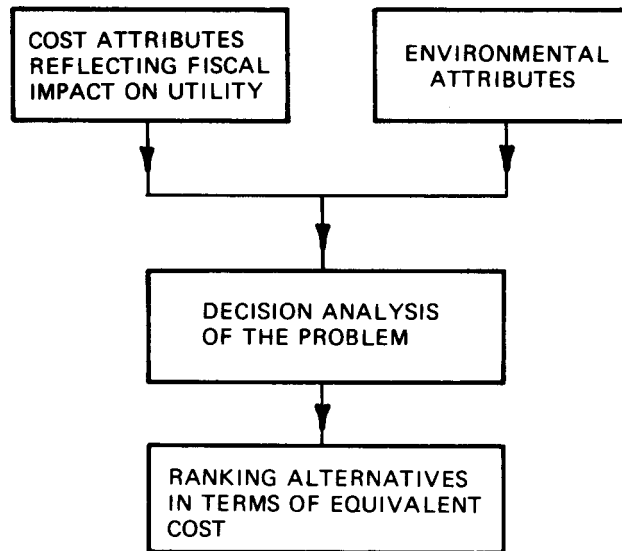 COST ATTRIBUTES
REFLECTING FISCAL
IMPACT ON UTILITY
ENVIRONMENTAL
ATTRIBUTES
DECISION ANALYSIS
OF THE PROBLEM
RANKING ALTERNATIVES
IN TERMS OF EQUIVALENT
COST